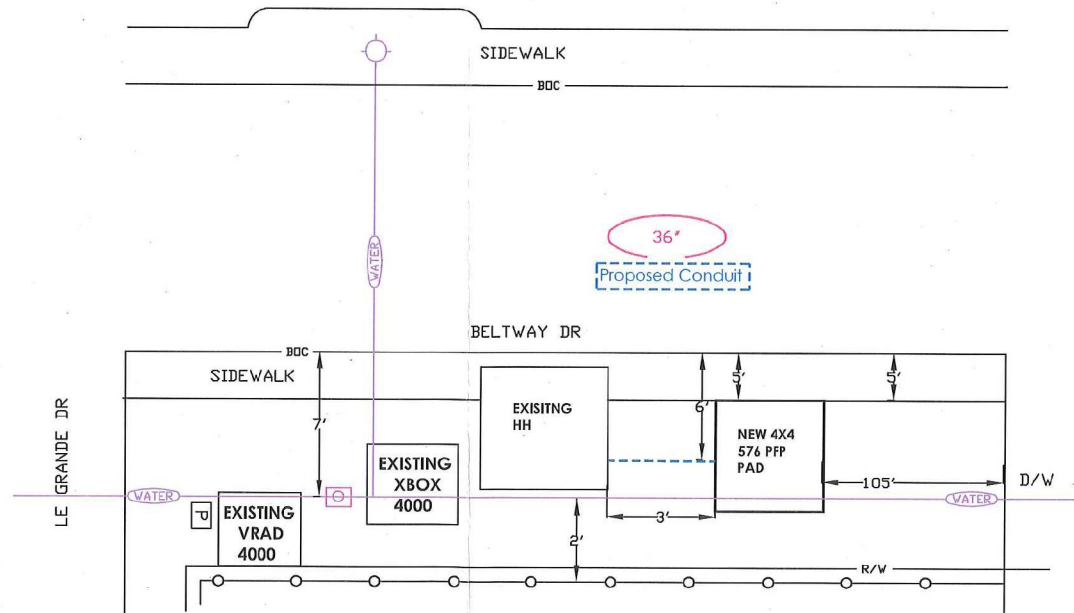 SIDEWALK
BOC
WATER
36"
Proposed Conduit
BELTWAY DR
BOC
SIDEWALK
5'
5'
6'
7'
EXISITNG
HH
NEW 4X4
576 PFP
PAD
LE GRANDE DR
EXISTING
XBOX
4000
105'
D/W
WATER
WATER
P
EXISTING
VRAD
4000
3'
2'
R/W